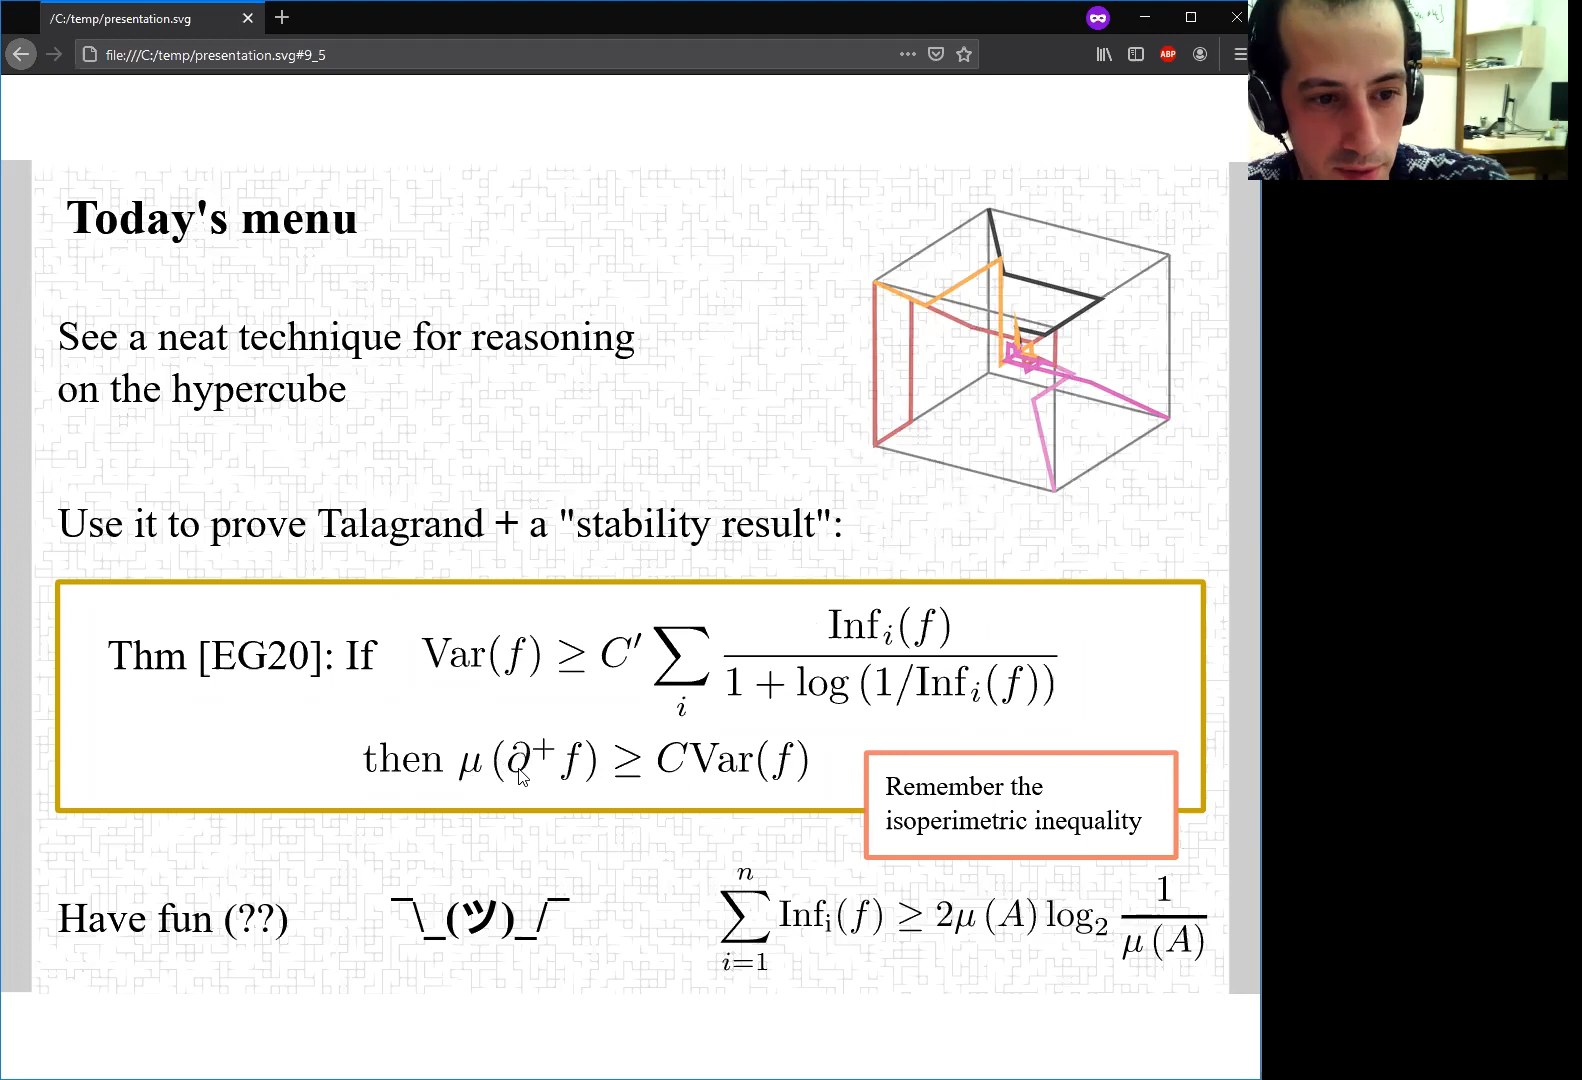 /C:/temp/presentation.svg
file:///C:/temp/presentation.svg#9_5
ABP
Today's menu
See a neat technique for reasoning
on the hypercube
Use it to prove Talagrand + a "stability result":
Thm [EG20]: If Var(f) ≥ C′ ∑_i Inf_i(f) / (1 + log (1/Inf_i(f)))
then μ (∂⁺f) ≥ CVar(f)
Remember the
isoperimetric inequality
Have fun (??) ¯\_(ツ)_/¯
∑_{i=1}^{n} Inf_i(f) ≥ 2μ (A) log₂ 1 / μ (A)